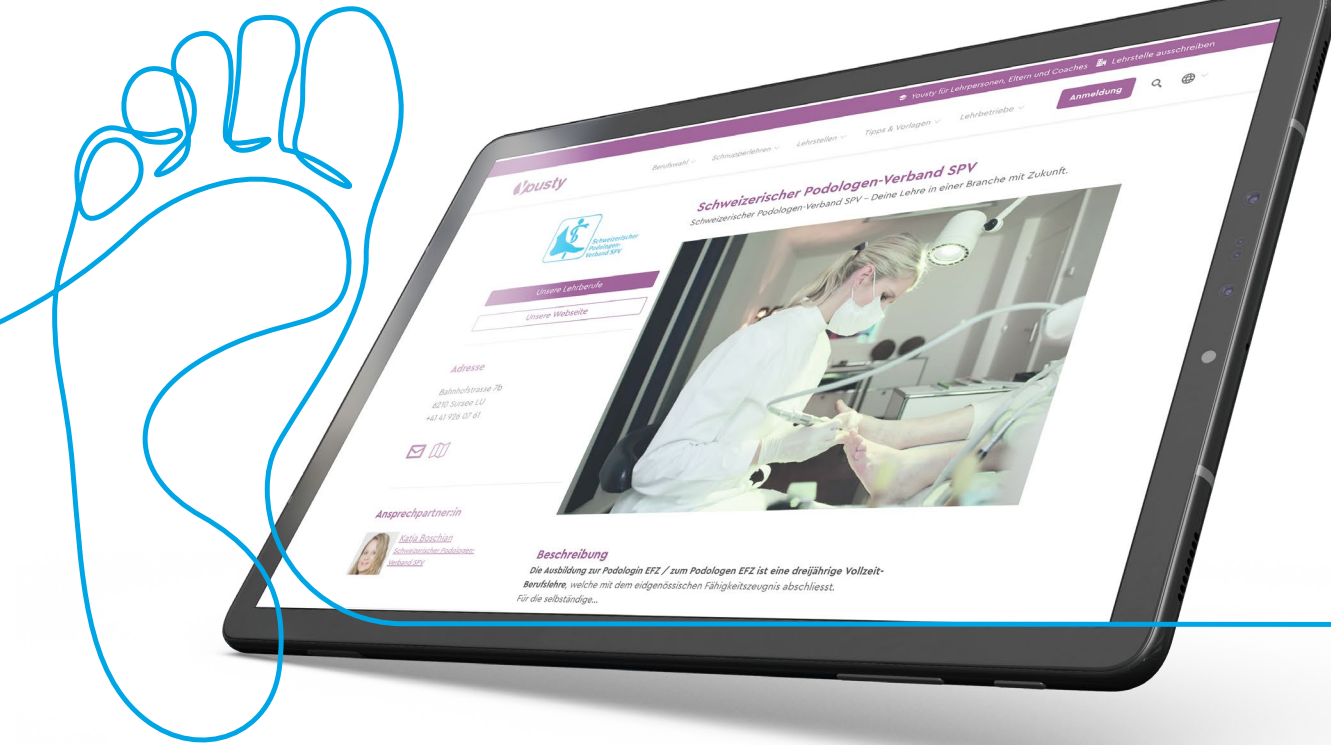 Yousty für Lehrpersonen, Eltern und Coaches Lehrstelle ausschreiben
Yousty
Berufswahl Schnupperlehren Lehrstellen Tipps & Vorlagen Lehrbetriebe Anmeldung
Schweizerischer Podologen-Verband SPV
Schweizerischer Podologen-Verband SPV – Deine Lehre in einer Branche mit Zukunft.
Schweizerischer
Podologen-
Verband SPV
Unsere Lehrberufe
Unsere Webseite
Adresse
Bahnhofstrasse 7b
6210 Sursee LU
+41 41 926 07 61
Ansprechpartner:in
Katja Boschian
Schweizerischer Podologen-
Verband SPV
Beschreibung
Die Ausbildung zur Podologin EFZ / zum Podologen EFZ ist eine dreijährige Vollzeit-
Berufslehre, welche mit dem eidgenössischen Fähigkeitszeugnis abschliesst.
Für die selbständige...